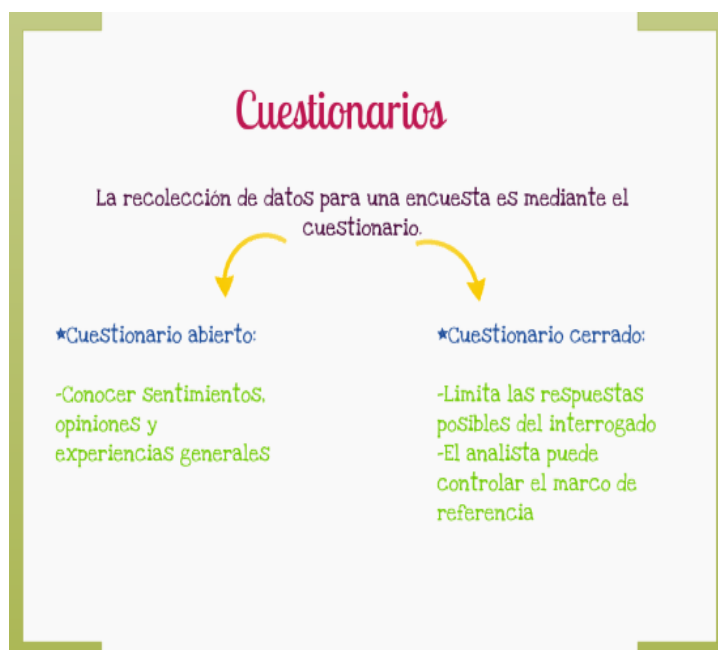 Cuestionarios
La recolección de datos para una encuesta es mediante el
cuestionario.
★Cuestionario abierto:
-Conocer sentimientos,
opiniones y
experiencias generales
★Cuestionario cerrado:
-Limita las respuestas
posibles del interrogado
-El analista puede
controlar el marco de
referencia